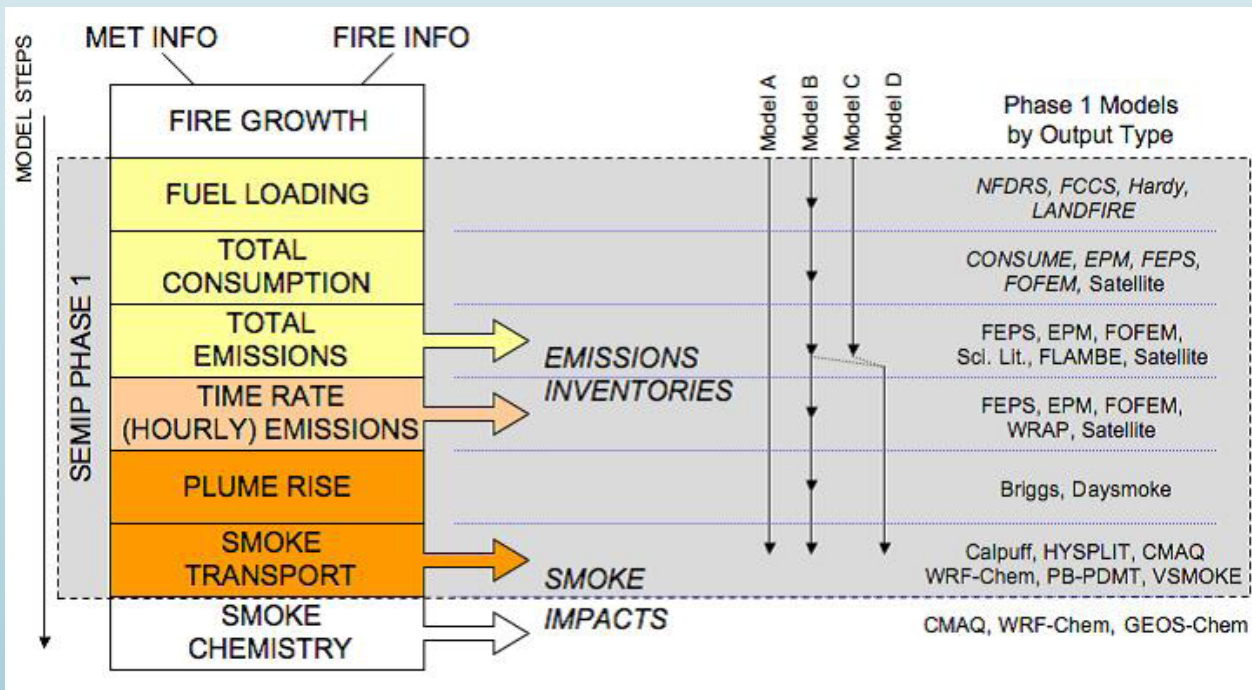 MET INFO
FIRE INFO
MODEL STEPS
FIRE GROWTH
Model A
Model B
Model C
Model D
Phase 1 Models
by Output Type
SEMIP PHASE 1
FUEL LOADING
NFDRS, FCCS, Hardy,
LANDFIRE
TOTAL
CONSUMPTION
CONSUME, EPM, FEPS,
FOFEM, Satellite
TOTAL
EMISSIONS
EMISSIONS
INVENTORIES
FEPS, EPM, FOFEM,
Sci. Lit., FLAMBE, Satellite
TIME RATE
(HOURLY) EMISSIONS
FEPS, EPM, FOFEM,
WRAP, Satellite
PLUME RISE
Briggs, Daysmoke
SMOKE
TRANSPORT
SMOKE
IMPACTS
Calpuff, HYSPLIT, CMAQ
WRF-Chem, PB-PDMT, VSMOKE
SMOKE
CHEMISTRY
CMAQ, WRF-Chem, GEOS-Chem